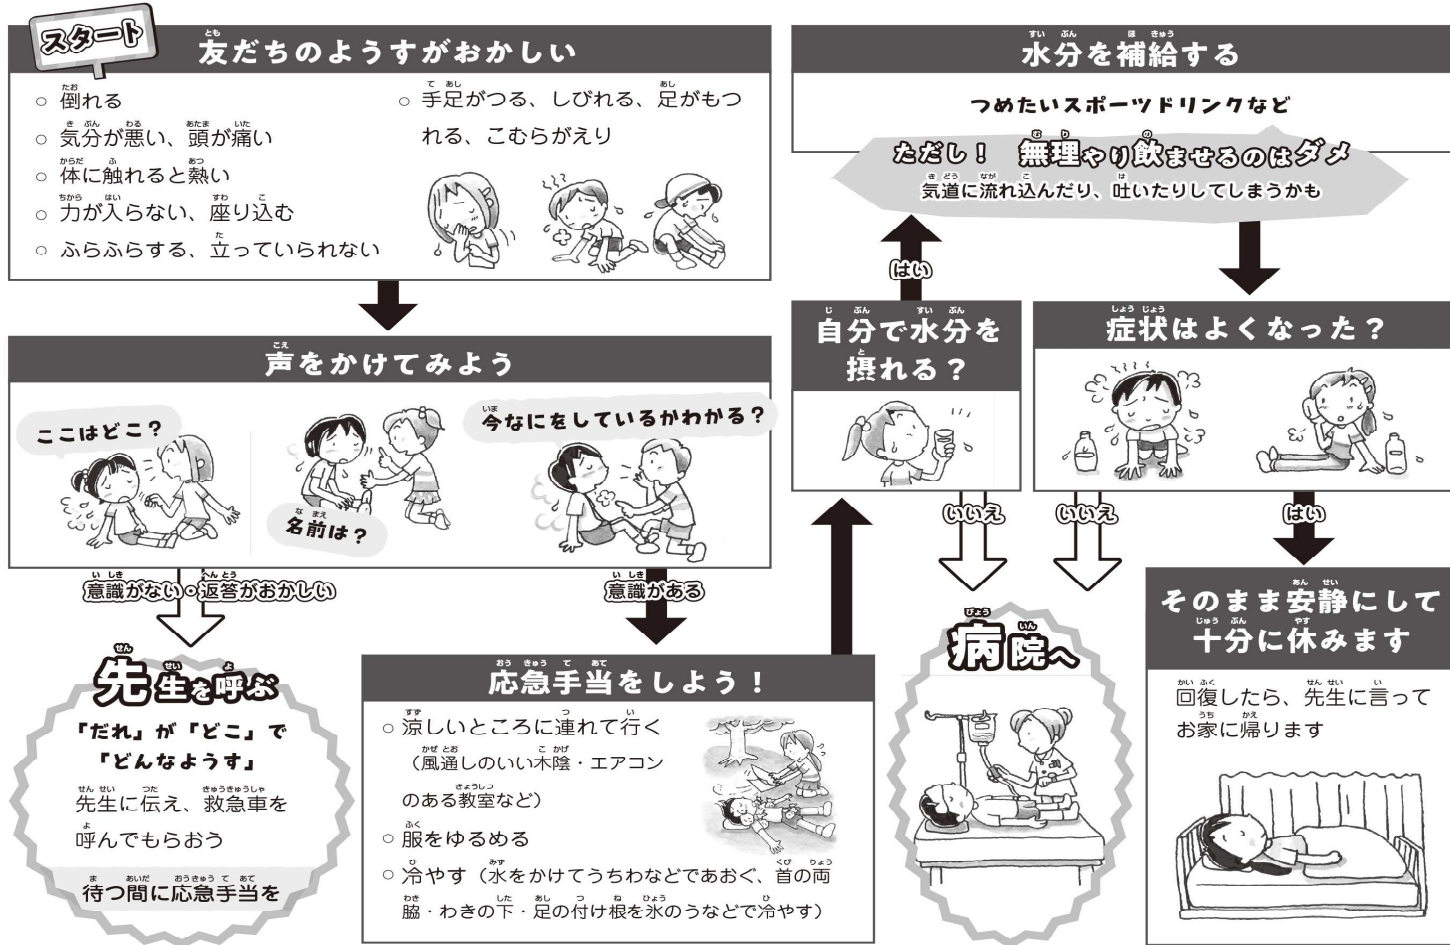 スタート
友だちのようすがおかしい
○ 倒れる
○ 気分が悪い、頭が痛い
○ 体に触れると熱い
○ 力が入らない、座り込む
○ ふらふらする、立っていられない
○ 手足がつる、しびれる、足がもつ
れる、こむらがえり
声をかけてみよう
ここはどこ？
名前は？
今なにをしているかわかる？
意識がない・返答がおかしい
意識がある
先生を呼ぶ
「だれ」が「どこ」で
「どんなようす」
先生に伝え、救急車を
呼んでもらおう
待つ間に応急手当を
応急手当をしよう！
○ 涼しいところに連れて行く
（風通しのいい木陰・エアコン
のある教室など）
○ 服をゆるめる
○ 冷やす（水をかけてうちわなどであおぐ、首の両
脇・わきの下・足の付け根を氷のうなどで冷やす）
自分で水分を
摂れる？
はい
いいえ
水分を補給する
つめたいスポーツドリンクなど
ただし！ 無理やり飲ませるのはダメ
気道に流れ込んだり、吐いたりしてしまうかも
症状はよくなった？
いいえ
はい
病院へ
そのまま安静にして
十分に休みます
回復したら、先生に言って
お家に帰ります